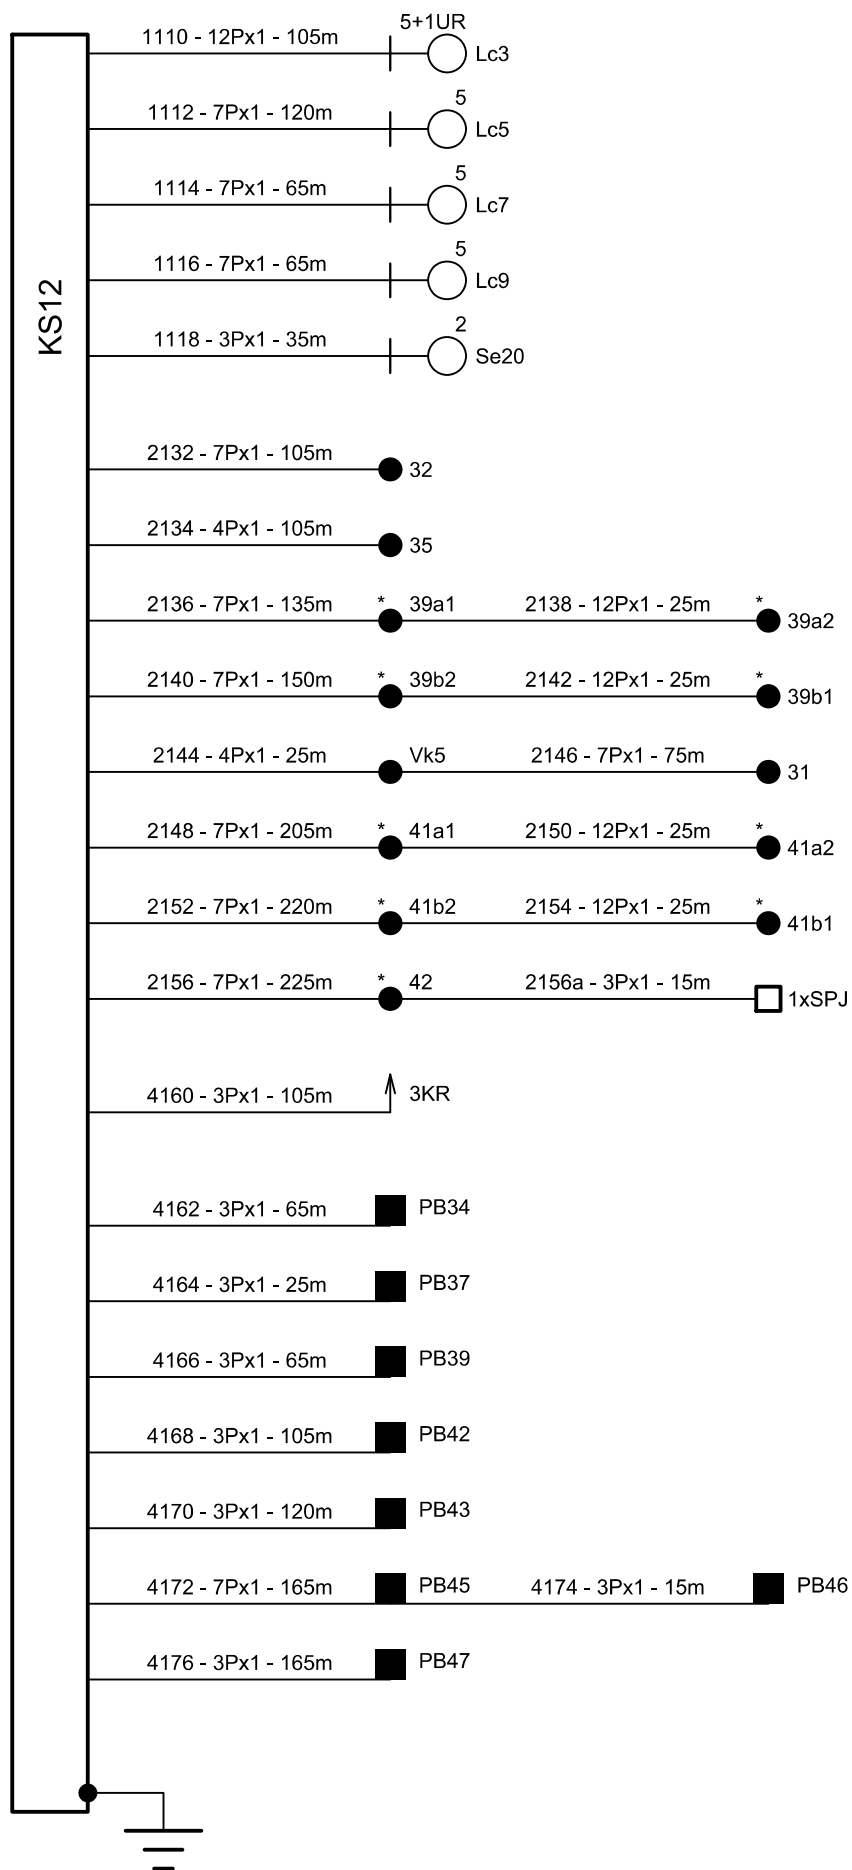 5+1UR
1110 - 12Px1 - 105m
Lc3
5
1112 - 7Px1 - 120m
Lc5
5
1114 - 7Px1 - 65m
Lc7
5
1116 - 7Px1 - 65m
Lc9
KS12
2
1118 - 3Px1 - 35m
Se20
2132 - 7Px1 - 105m
32
2134 - 4Px1 - 105m
35
2136 - 7Px1 - 135m * 39a1 2138 - 12Px1 - 25m *
39a2
2140 - 7Px1 - 150m * 39b2 2142 - 12Px1 - 25m *
39b1
2144 - 4Px1 - 25m Vk5 2146 - 7Px1 - 75m
31
2148 - 7Px1 - 205m * 41a1 2150 - 12Px1 - 25m *
41a2
2152 - 7Px1 - 220m * 41b2 2154 - 12Px1 - 25m *
41b1
2156 - 7Px1 - 225m * 42 2156a - 3Px1 - 15m
1xSPJ
4160 - 3Px1 - 105m 3KR
4162 - 3Px1 - 65m PB34
4164 - 3Px1 - 25m PB37
4166 - 3Px1 - 65m PB39
4168 - 3Px1 - 105m PB42
4170 - 3Px1 - 120m PB43
4172 - 7Px1 - 165m PB45 4174 - 3Px1 - 15m PB46
4176 - 3Px1 - 165m PB47